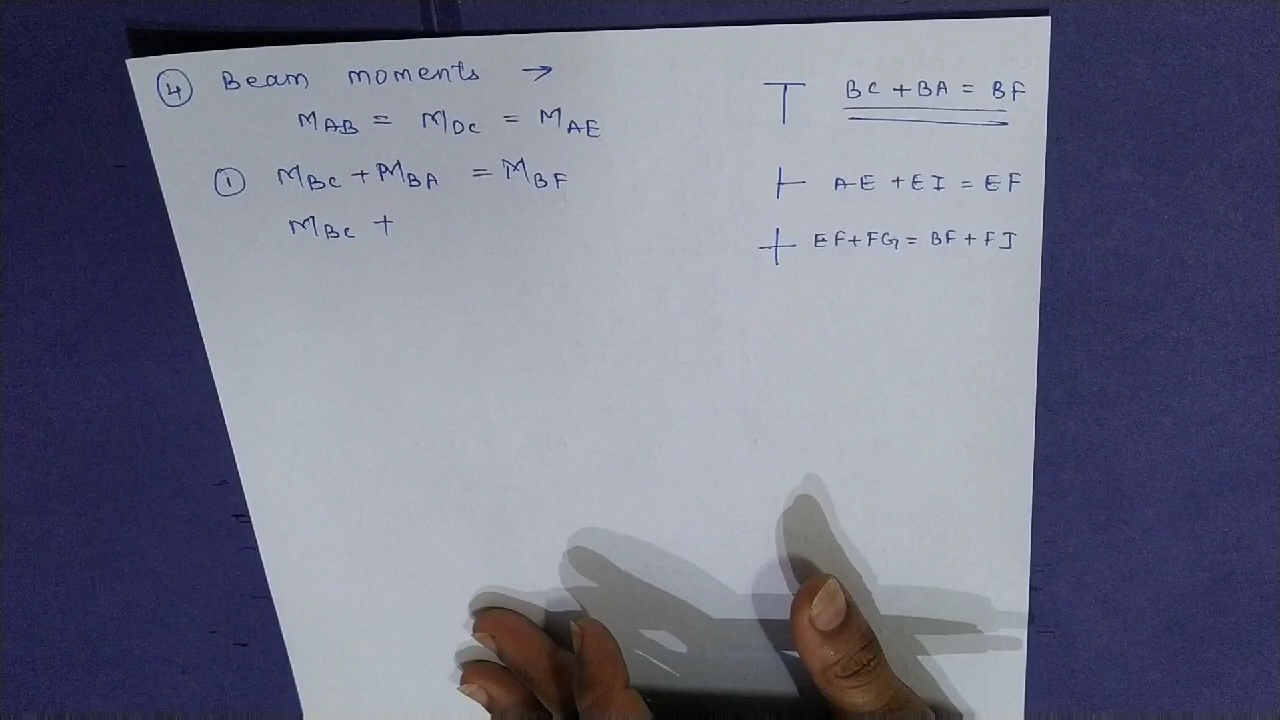 ④ Beam moments →
MAB = MDC = MAE
① MBC + MBA = MBF
MBC +
T BC + BA = BF
⊢ AE + EI = EF
+ EF + FG = BF + FJ